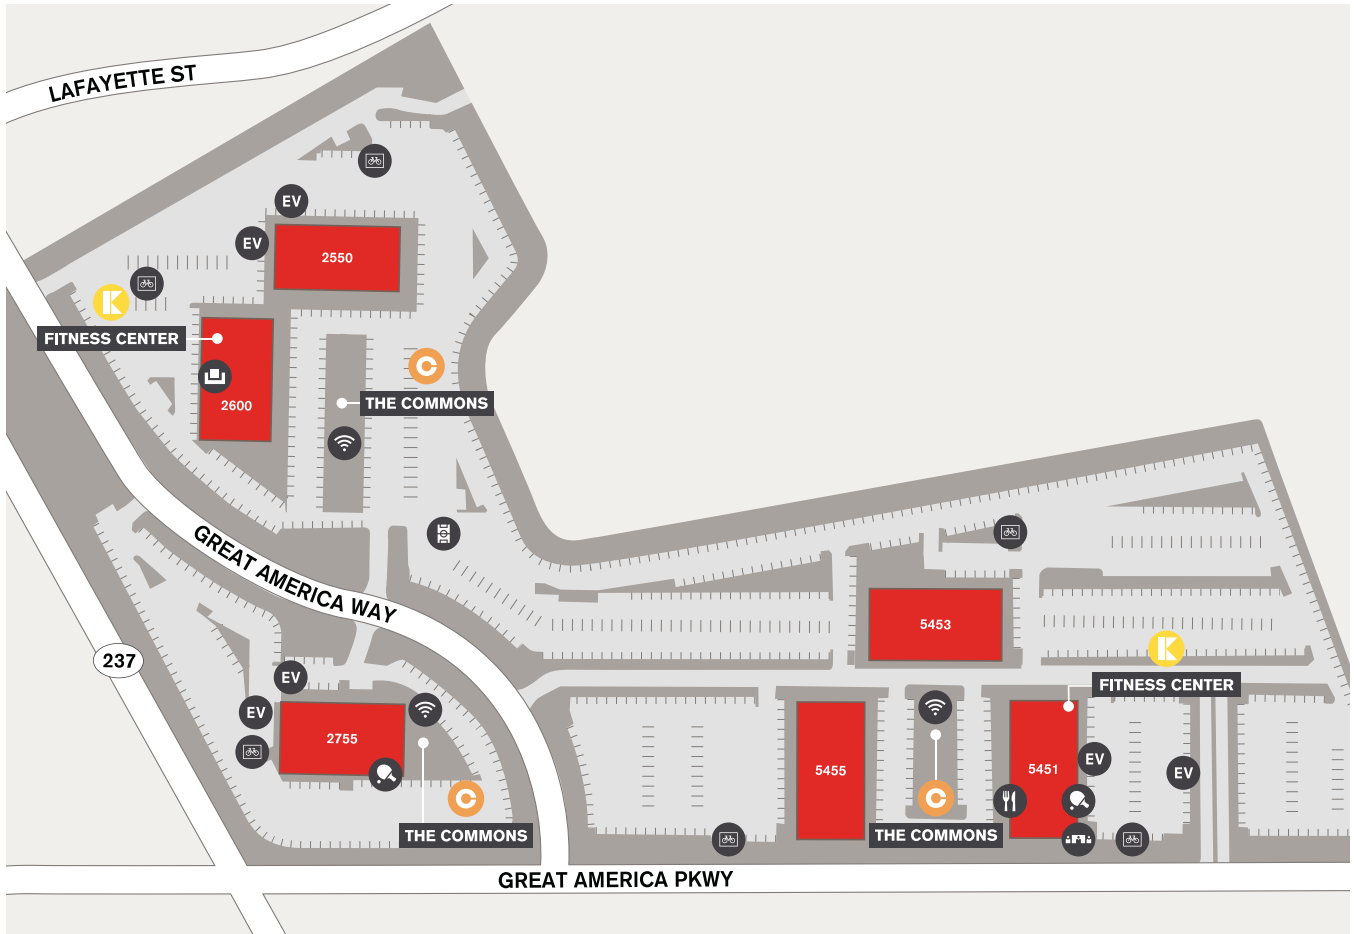 LAFAYETTE ST
EV
EV
2550
FITNESS CENTER
2600
THE COMMONS
GREAT AMERICA WAY
237
EV
EV
2755
THE COMMONS
5453
FITNESS CENTER
5455
5451
EV
EV
THE COMMONS
GREAT AMERICA PKWY